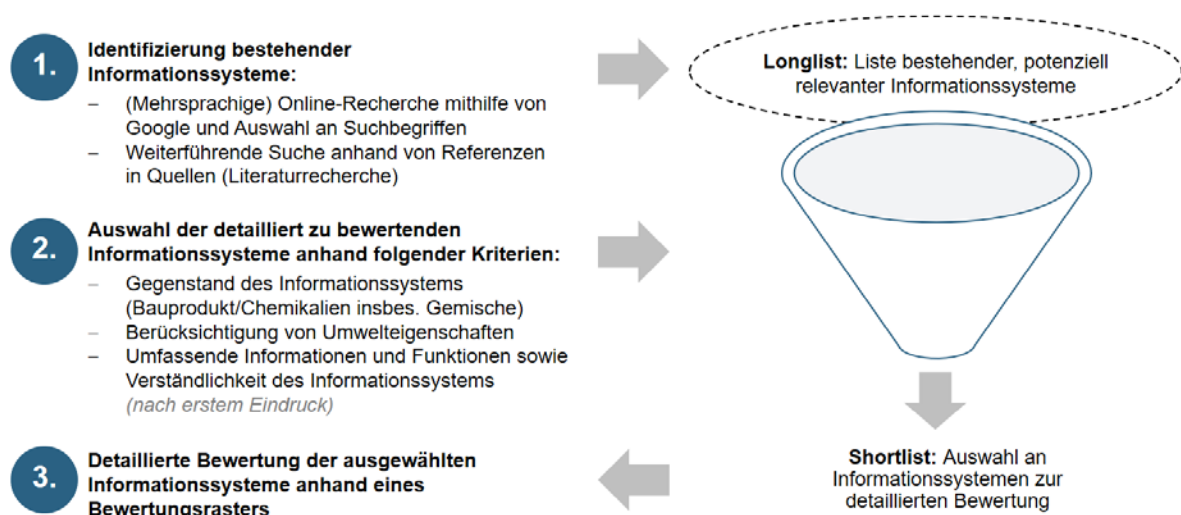 1.
Identifizierung bestehender
Informationssysteme:
– (Mehrsprachige) Online-Recherche mithilfe von
Google und Auswahl an Suchbegriffen
– Weiterführende Suche anhand von Referenzen
in Quellen (Literaturrecherche)
Longlist: Liste bestehender, potenziell
relevanter Informationssysteme
2.
Auswahl der detailliert zu bewertenden
Informationssysteme anhand folgender Kriterien:
– Gegenstand des Informationssystems
(Bauprodukt/Chemikalien insbes. Gemische)
– Berücksichtigung von Umwelteigenschaften
– Umfassende Informationen und Funktionen sowie
Verständlichkeit des Informationssystems
(nach erstem Eindruck)
Shortlist: Auswahl an
Informationssystemen zur
detaillierten Bewertung
3.
Detaillierte Bewertung der ausgewählten
Informationssysteme anhand eines
Bewertungsrasters